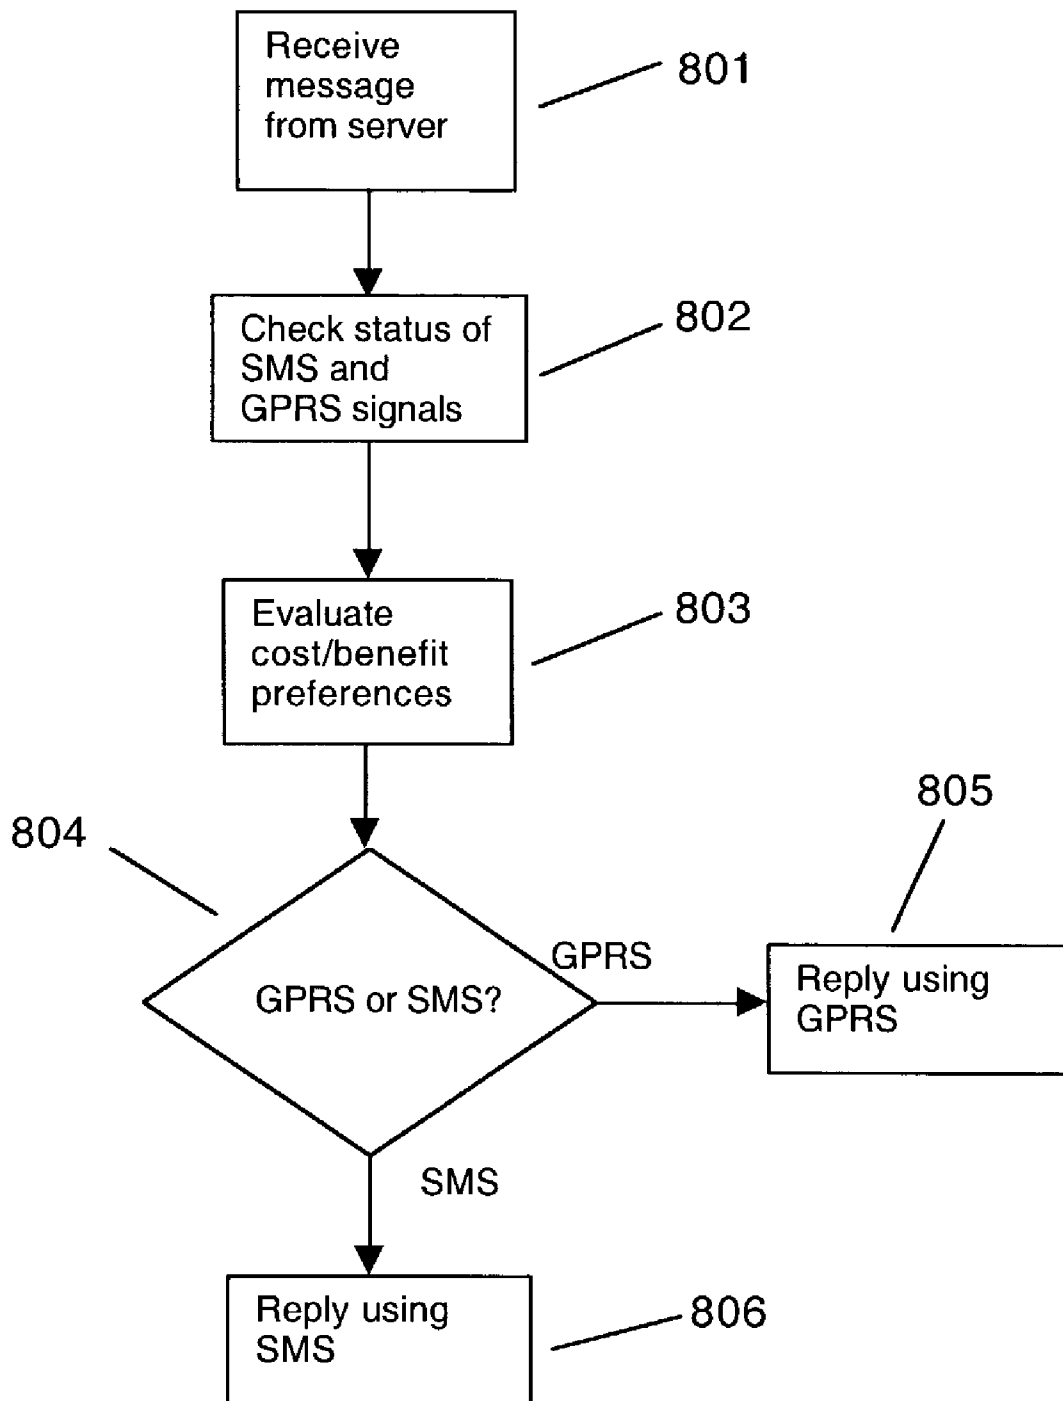 Receive
message
from server
801
Check status of
SMS and
GPRS signals
802
Evaluate
cost/benefit
preferences
803
804
GPRS or SMS?
GPRS
805
Reply using
GPRS
SMS
Reply using
SMS
806